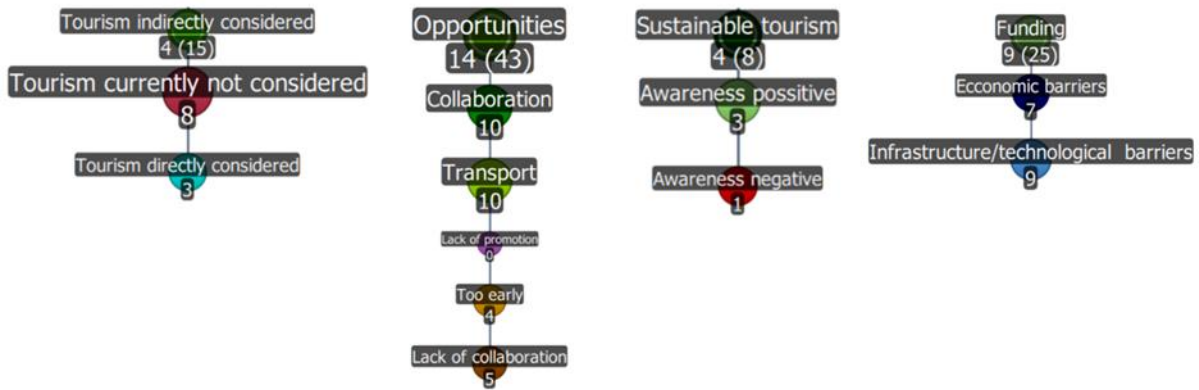 Tourism indirectly considered
4 (15)
Tourism currently not considered
8
Tourism directly considered
3
Opportunities
14 (43)
Collaboration
10
Transport
10
Lack of promotion
0
Too early
4
Lack of collaboration
5
Sustainable tourism
4 (8)
Awareness possitive
3
Awareness negative
1
Funding
9 (25)
Ecconomic barriers
7
Infrastructure/technological barriers
9